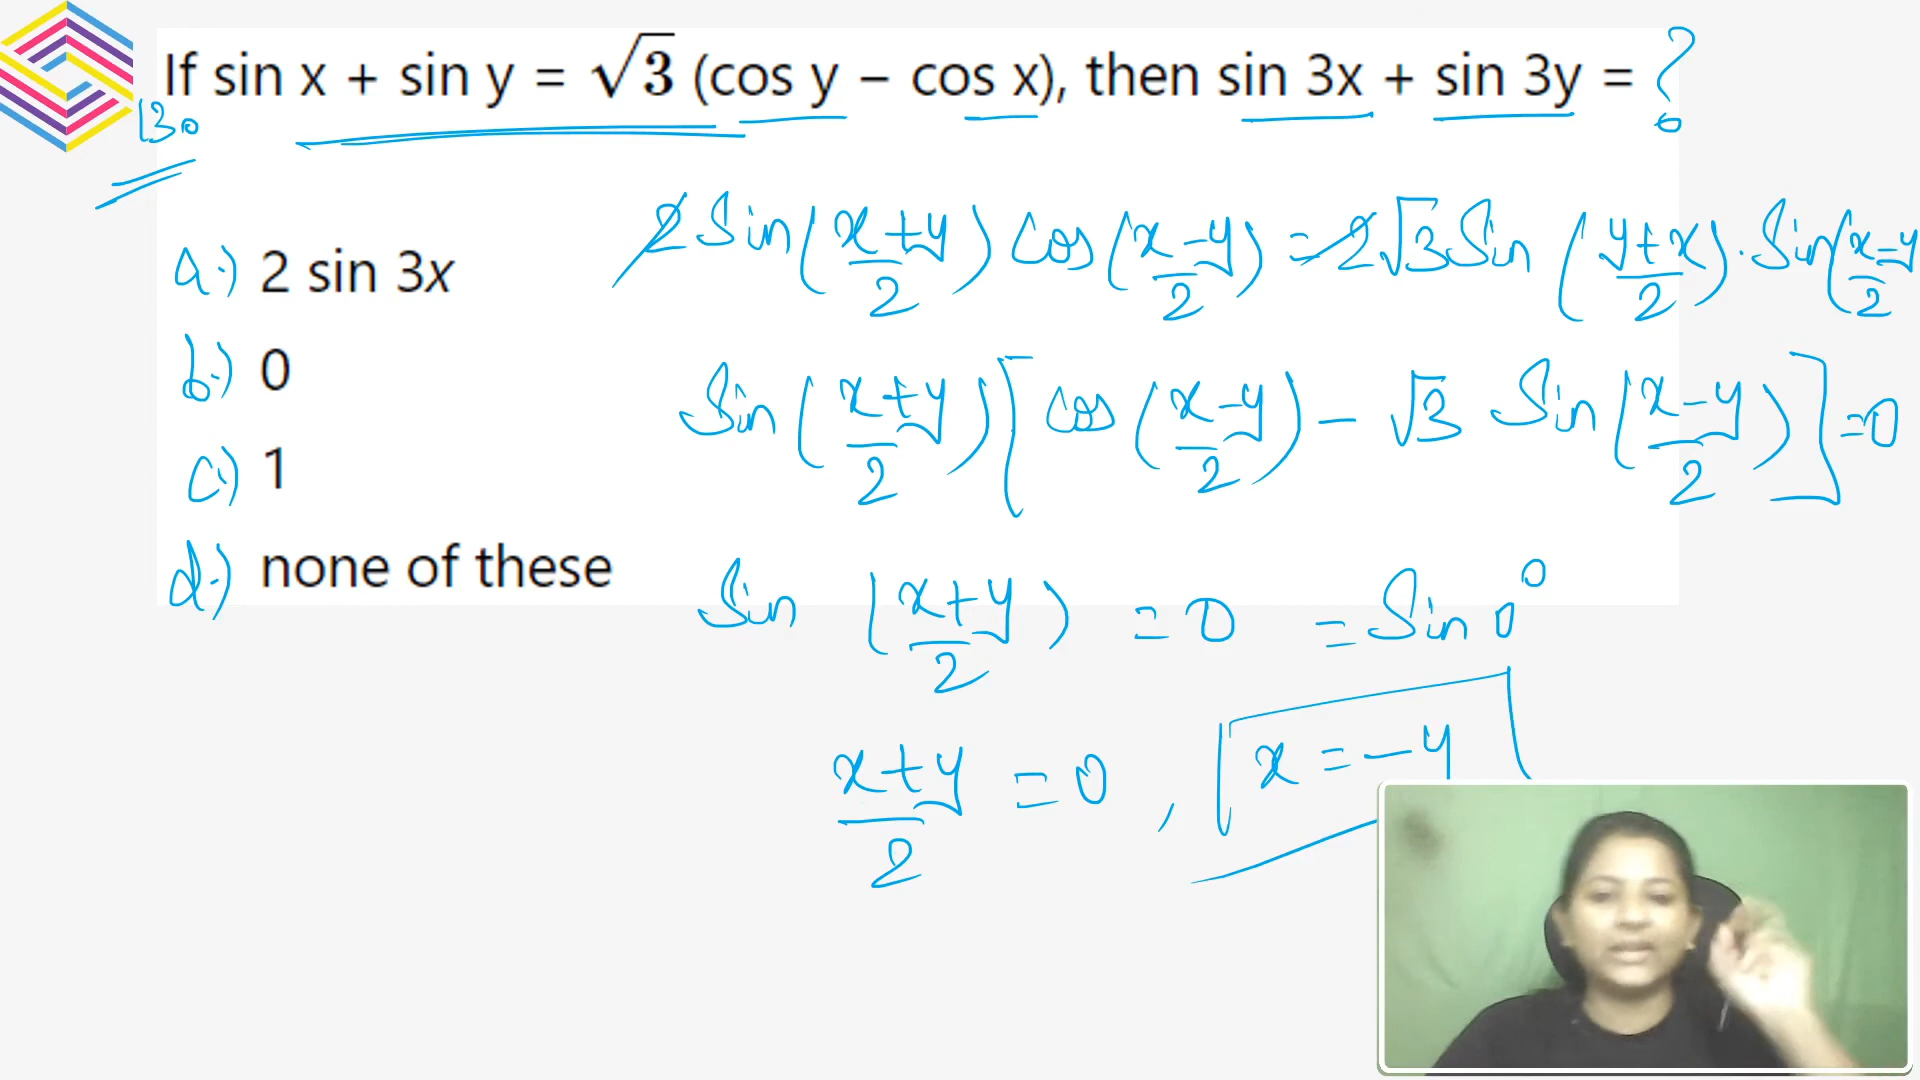 If sin x + sin y = √3 (cos y – cos x), then sin 3x + sin 3y = ?
130
a.) 2 sin 3x
b.) 0
c.) 1
d.) none of these
2 Sin (x+y/2) Cos (x-y/2) = 2√3 Sin (y+x/2) . Sin (x-y/2
Sin (x+y/2) [Cos (x-y/2) - √3 Sin (x-y/2)] = 0
Sin (x+y/2) = 0 = Sin 0°
x+y/2 = 0 , x = -y